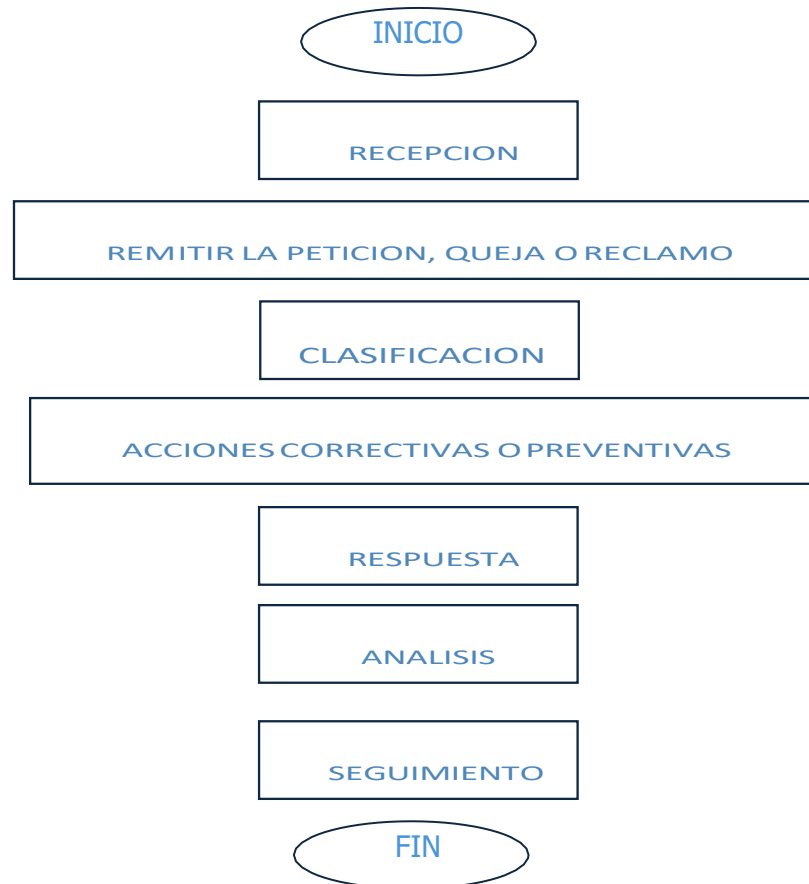 INICIO
RECEPCION
REMITIR LA PETICION, QUEJA O RECLAMO
CLASIFICACION
ACCIONES CORRECTIVAS O PREVENTIVAS
RESPUESTA
ANALISIS
SEGUIMIENTO
FIN